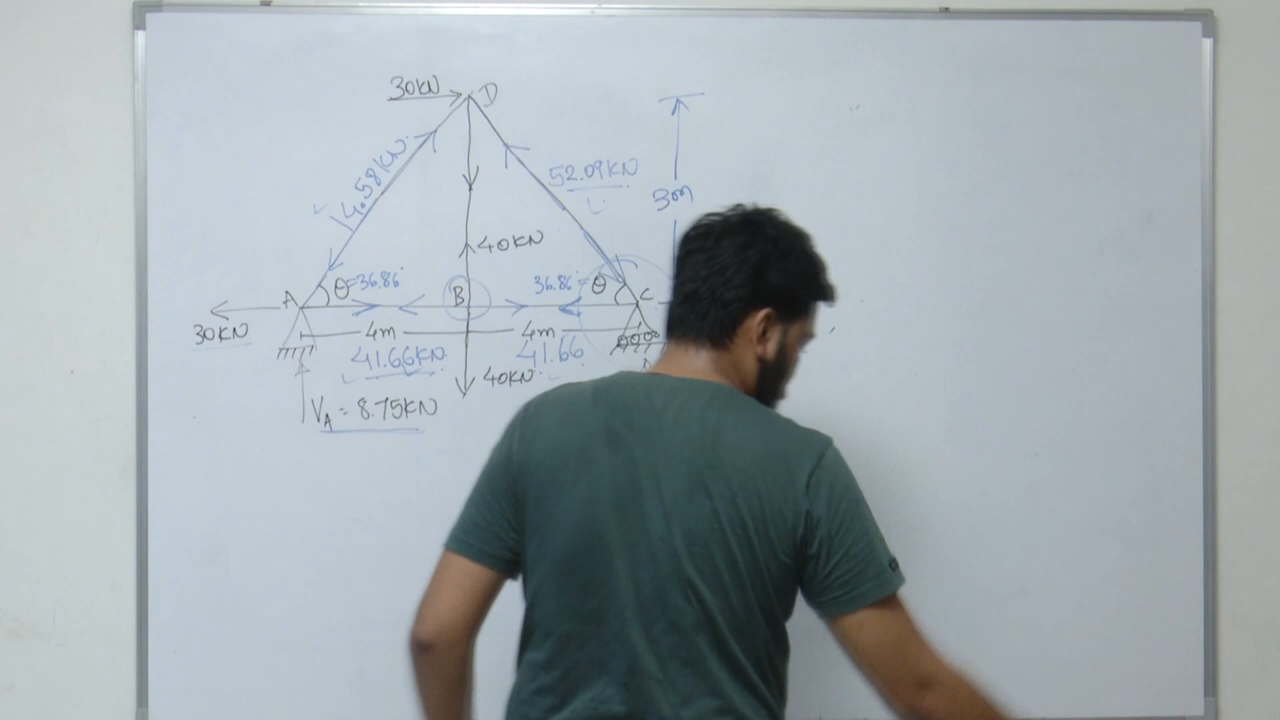 30KN
D
14.58KN
52.09KN
3m
40KN
A
θ=36.86°
B
36.86°=θ
C
30KN
4m
4m
41.66KN
41.66
40KN
VA = 8.75KN